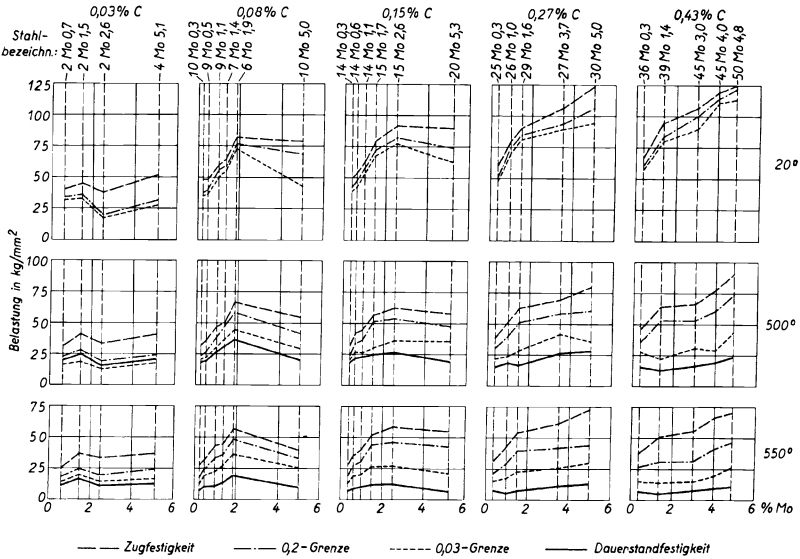 0,03% C 0,08% C 0,15% C 0,27% C 0,43% C
Stahl-
bezeichn.:
2 Mo 0,7
2 Mo 1,5
2 Mo 2,6
4 Mo 5,1
10 Mo 0,3
9 Mo 0,5
9 Mo 1,1
7 Mo 1,4
6 Mo 1,9
10 Mo 5,0
14 Mo 0,3
14 Mo 0,6
14 Mo 1,1
15 Mo 1,7
15 Mo 2,6
20 Mo 5,3
25 Mo 0,3
26 Mo 1,0
29 Mo 1,6
27 Mo 3,7
30 Mo 5,0
36 Mo 0,3
39 Mo 1,4
45 Mo 3,0
45 Mo 4,0
50 Mo 4,8
Belastung in kg/mm²
125
100
75
50
25
0
20°
100
75
50
25
0
500°
75
50
25
0
550°
0 2 4 6 0 2 4 6 0 2 4 6 0 2 4 6 0 2 4 6 % Mo
Zugfestigkeit 0,2-Grenze 0,03-Grenze Dauerstandfestigkeit